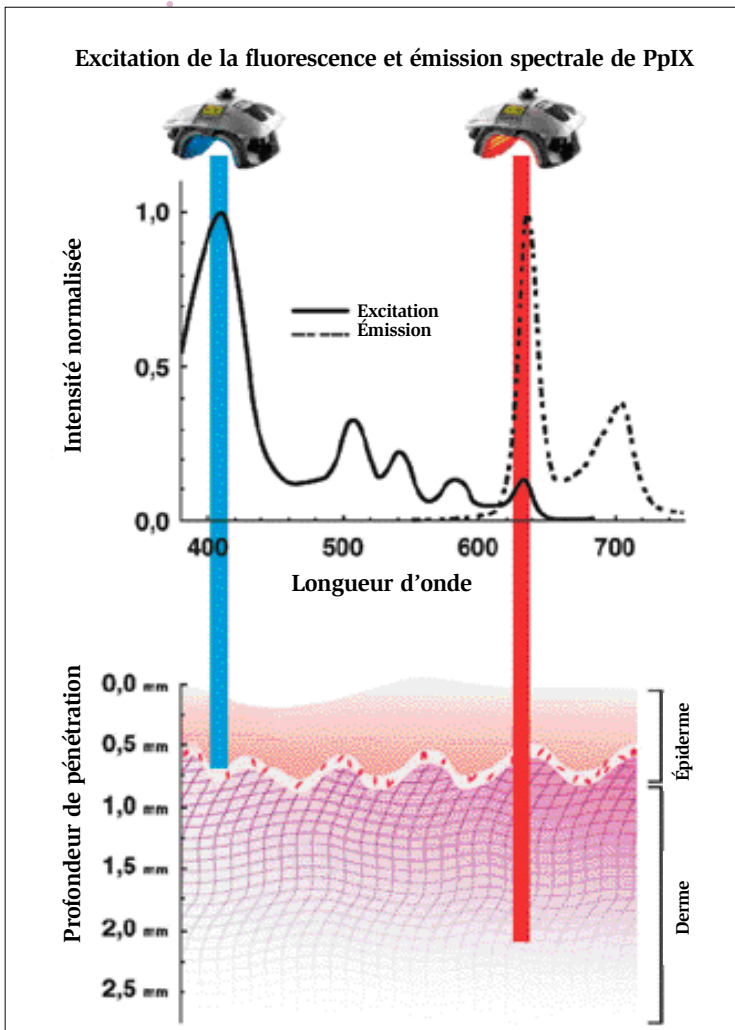 Excitation de la fluorescence et émission spectrale de PpIX
Intensité normalisée
1,0
0,5
0,0
Excitation
Émission
400
500
600
700
Longueur d'onde
Profondeur de pénétration
0,0 mm
0,5 mm
1,0 mm
1,5 mm
2,0 mm
2,5 mm
Épiderme
Derme